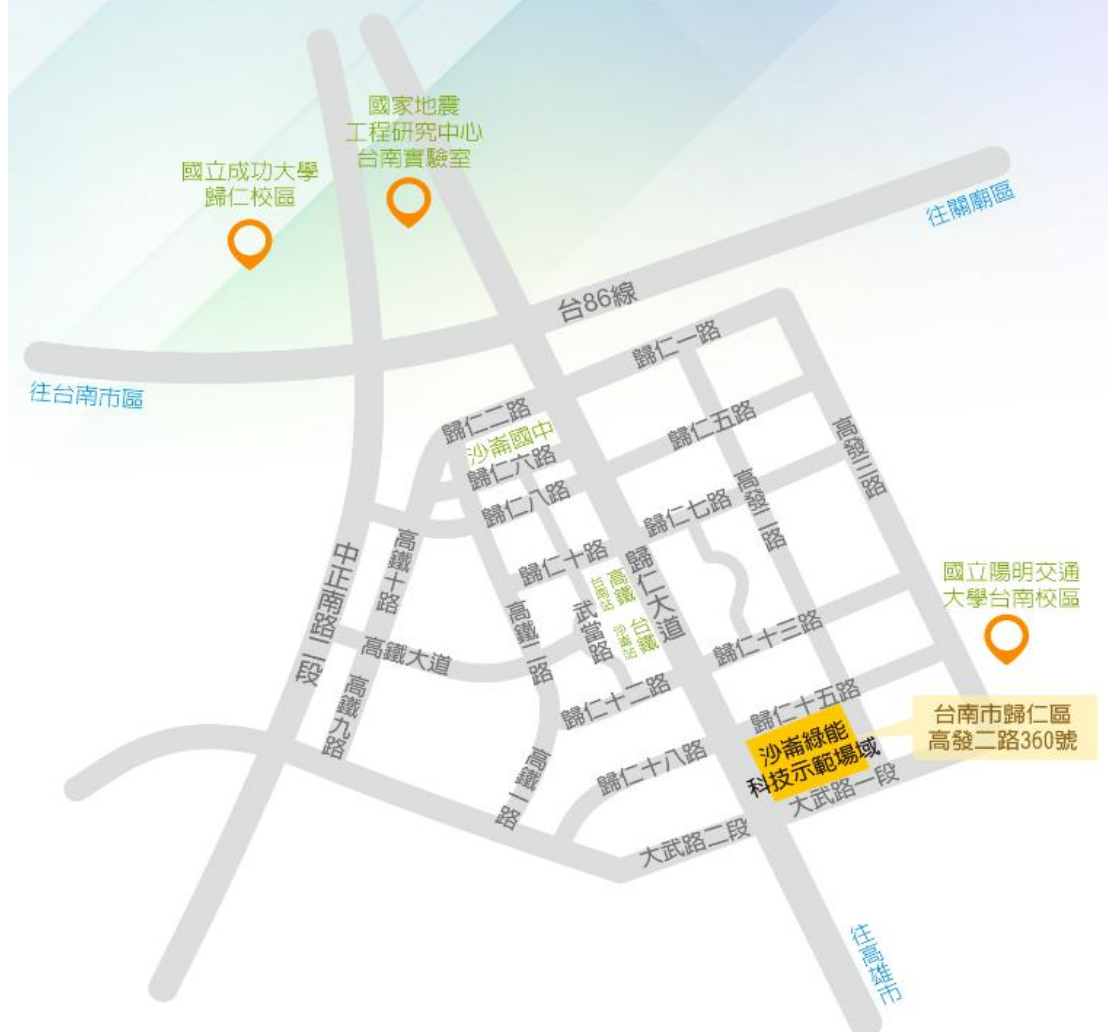 國家地震
工程研究中心
台南實驗室
國立成功大學
歸仁校區
往關廟區
台86線
往台南市區
歸仁一路
歸仁二路
沙崙國中
歸仁五路
歸仁六路
高發三路
歸仁八路
高發二路
歸仁七路
中正南路二段
高鐵十路
歸仁十路
歸仁大道
高鐵
台南站
台鐵
沙崙站
武當路
高鐵二路
國立陽明交通
大學台南校區
高鐵大道
歸仁十三路
高鐵九路
歸仁十二路
歸仁十五路
台南市歸仁區
高發二路360號
沙崙綠能
科技示範場域
高鐵一路
歸仁十八路
大武路一段
大武路二段
往高雄市